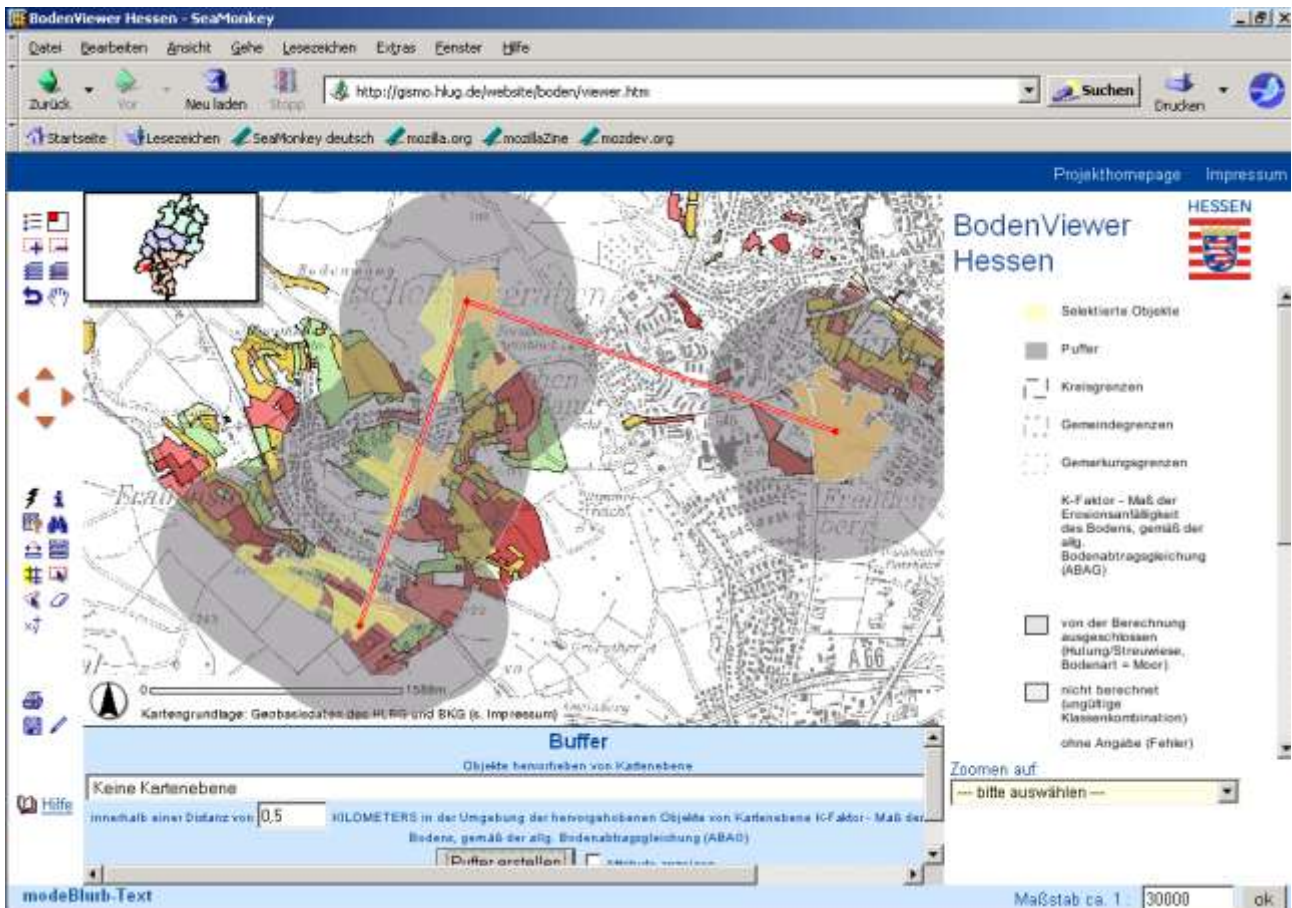 BodenViewer Hessen - SeaMonkey
Datei Bearbeiten Ansicht Gehe Lesezeichen Extras Fenster Hilfe
Zurück Vor Neu laden Stopp http://gismo.hlug.de/website/boden/viewer.htm Suchen Drucken
Startseite Lesezeichen SeaMonkey deutsch mozilla.org mozillaZine mozdev.org
Projekthomepage Impressum
HESSEN
BodenViewer
Hessen
Selektierte Objekte
Puffer
Kreisgrenzen
Gemeindegrenzen
Gemarkungsgrenzen
K-Faktor - Maß der
Erosionsanfälligkeit
des Bodens, gemäß der
allg.
Bodenabtragsgleichung
(ABAG)
von der Berechnung
ausgeschlossen
(Hutung/Streuwiese,
Bodenart = Moor)
nicht berechnet
(ungültige
Klassenkombination)
ohne Angabe (Fehler)
A 66
0 1588m
Kartengrundlage: Geobasisdaten des HLBG und BKG (s. Impressum)
Buffer
Objekte hervorheben von Kartenebene
Keine Kartenebene
innerhalb einer Distanz von 0,5 KILOMETERS in der Umgebung der hervorgehobenen Objekte von Kartenebene K-Faktor - Maß der
Bodens, gemäß der allg. Bodenabtragsgleichung (ABAG)
Puffer erstellen Attribute anzeigen
Zoomen auf:
--- bitte auswählen ---
Hilfe
modeBlurb-Text
Maßstab ca. 1 : 30000 ok